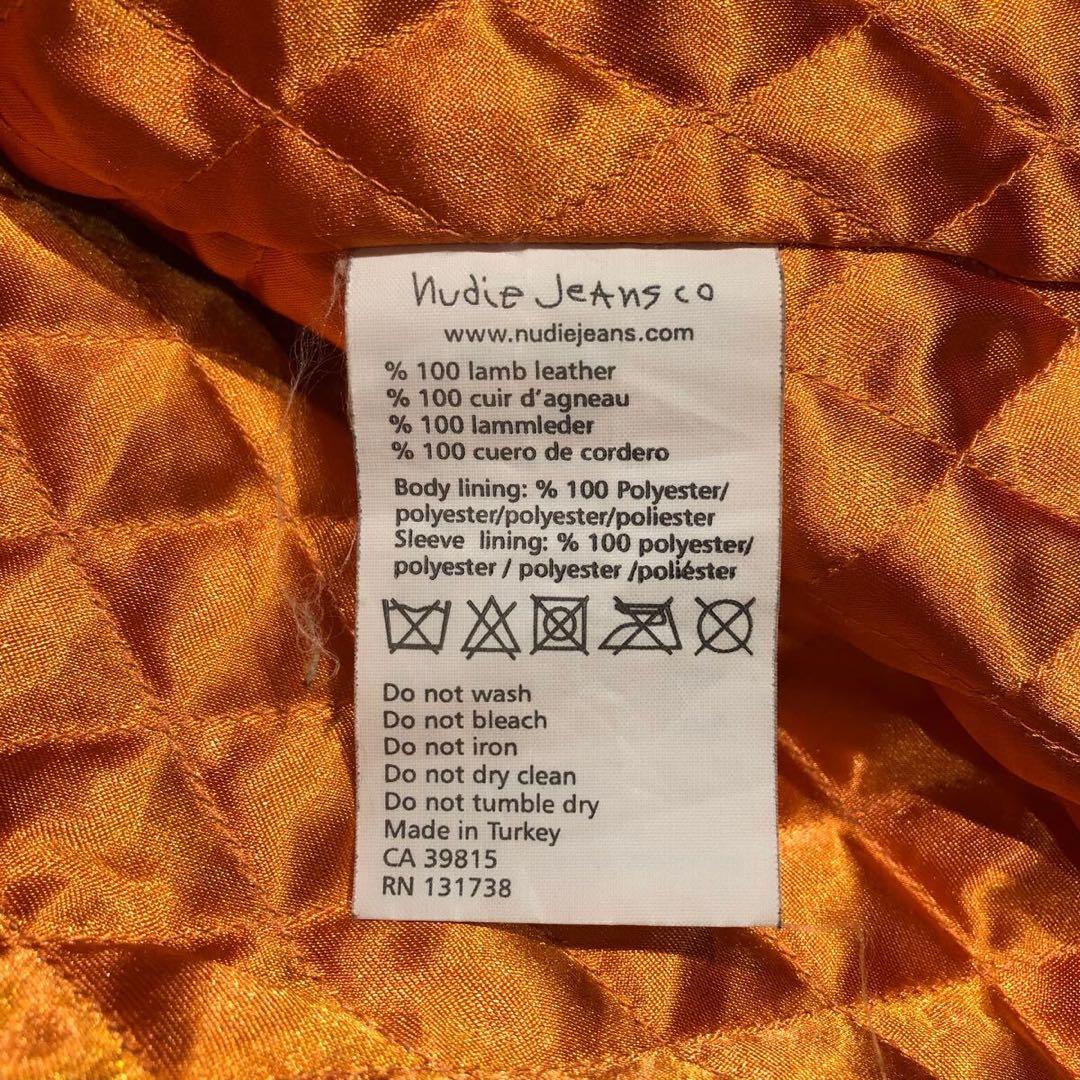 nudie Jeans co
www.nudiejeans.com
% 100 lamb leather
% 100 cuir d'agneau
% 100 lammleder
% 100 cuero de cordero
Body lining: % 100 Polyester/
polyester/polyester/poliester
Sleeve lining: % 100 polyester/
polyester / polyester /poliéster
Do not wash
Do not bleach
Do not iron
Do not dry clean
Do not tumble dry
Made in Turkey
CA 39815
RN 131738